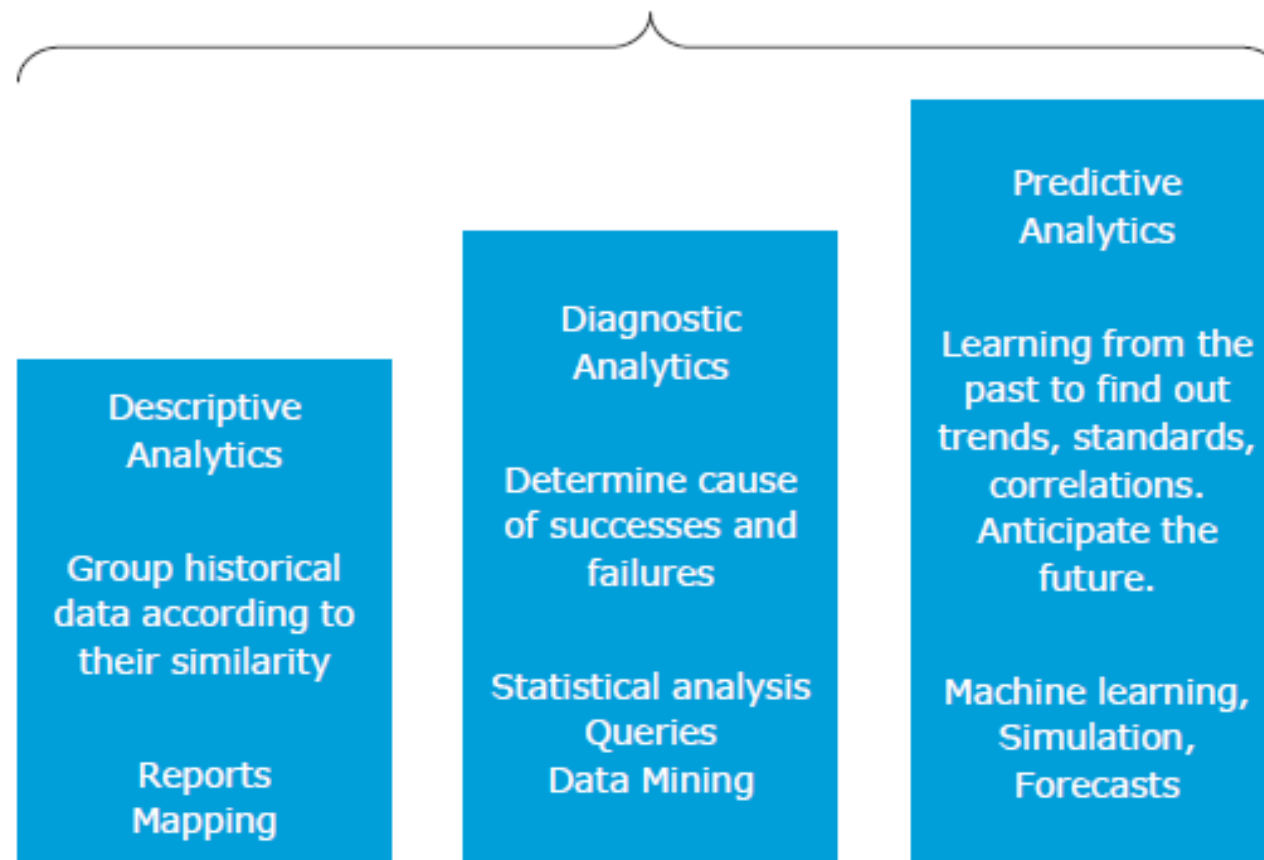 Descriptive
Analytics
Group historical
data according to
their similarity
Reports
Mapping
Diagnostic
Analytics
Determine cause
of successes and
failures
Statistical analysis
Queries
Data Mining
Predictive
Analytics
Learning from the
past to find out
trends, standards,
correlations.
Anticipate the
future.
Machine learning,
Simulation,
Forecasts